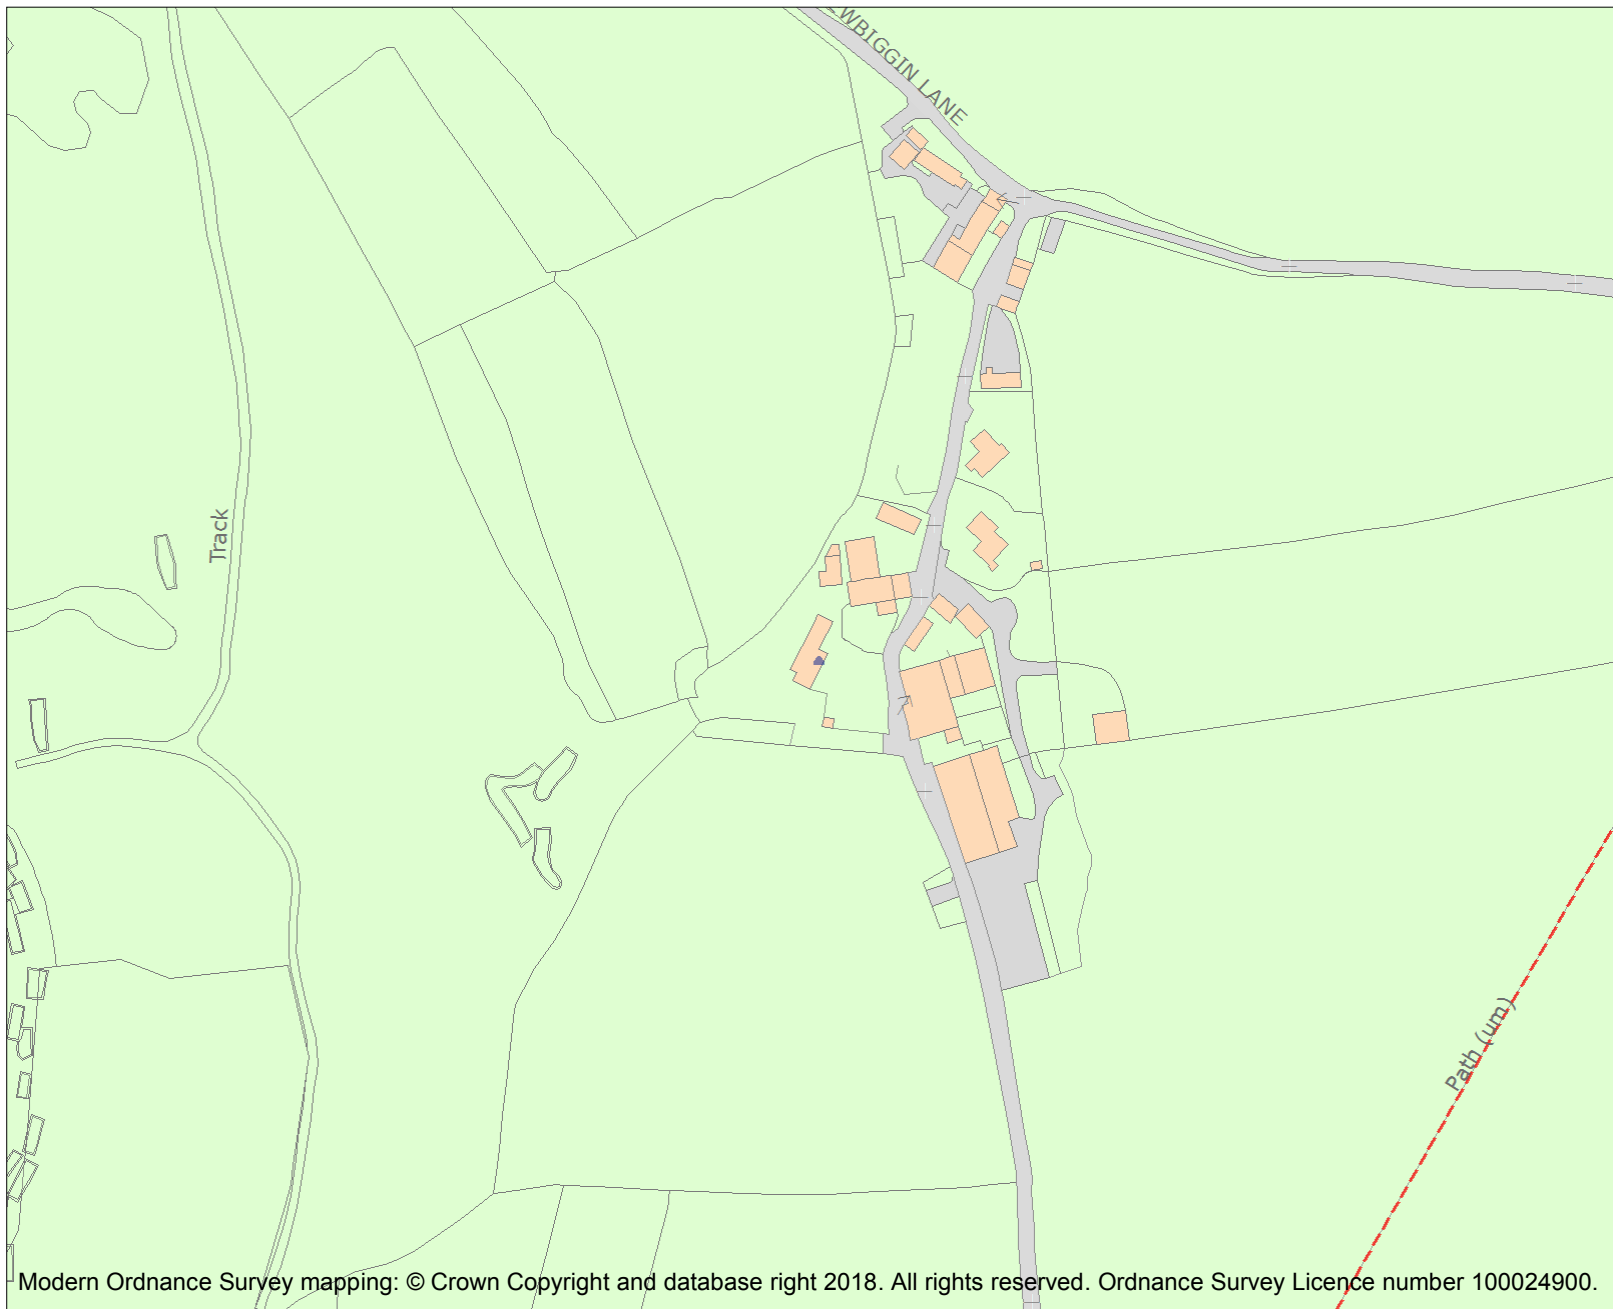 WBIGGIN LANE
Track
Path (um)
Modern Ordnance Survey mapping: © Crown Copyright and database right 2018. All rights reserved. Ordnance Survey Licence number 100024900.